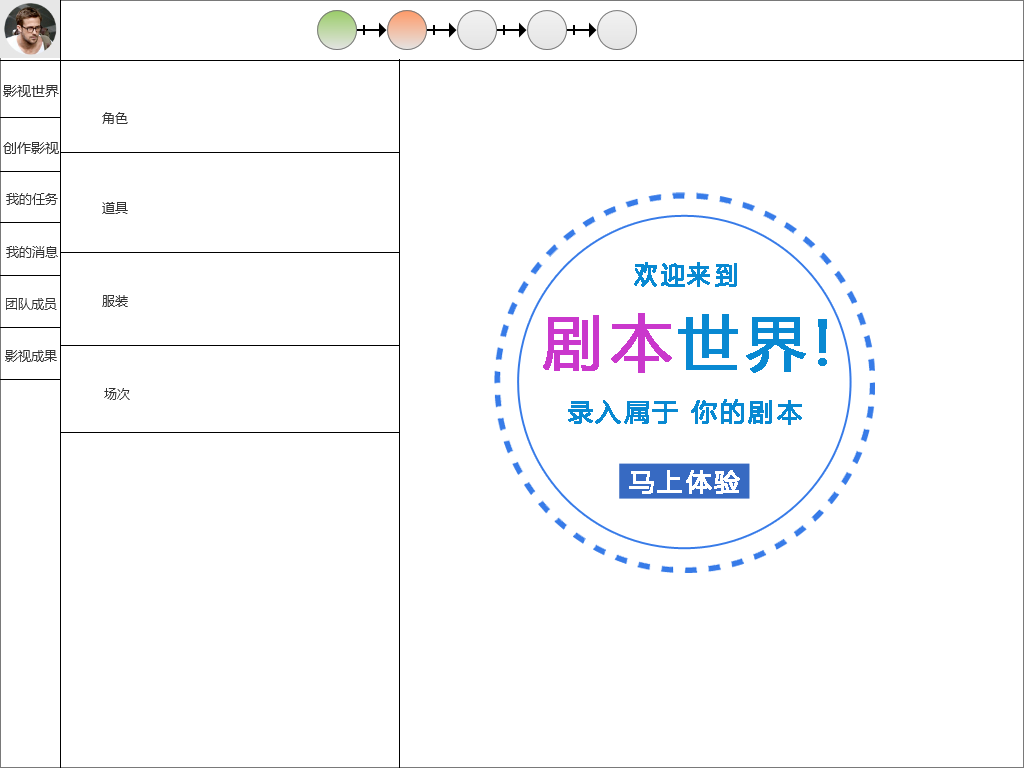 影视世界
创作影视
我的任务
我的消息
团队成员
影视成果
角色
道具
服装
场次
欢迎来到
剧本世界!
录入属于 你的剧本
马上体验